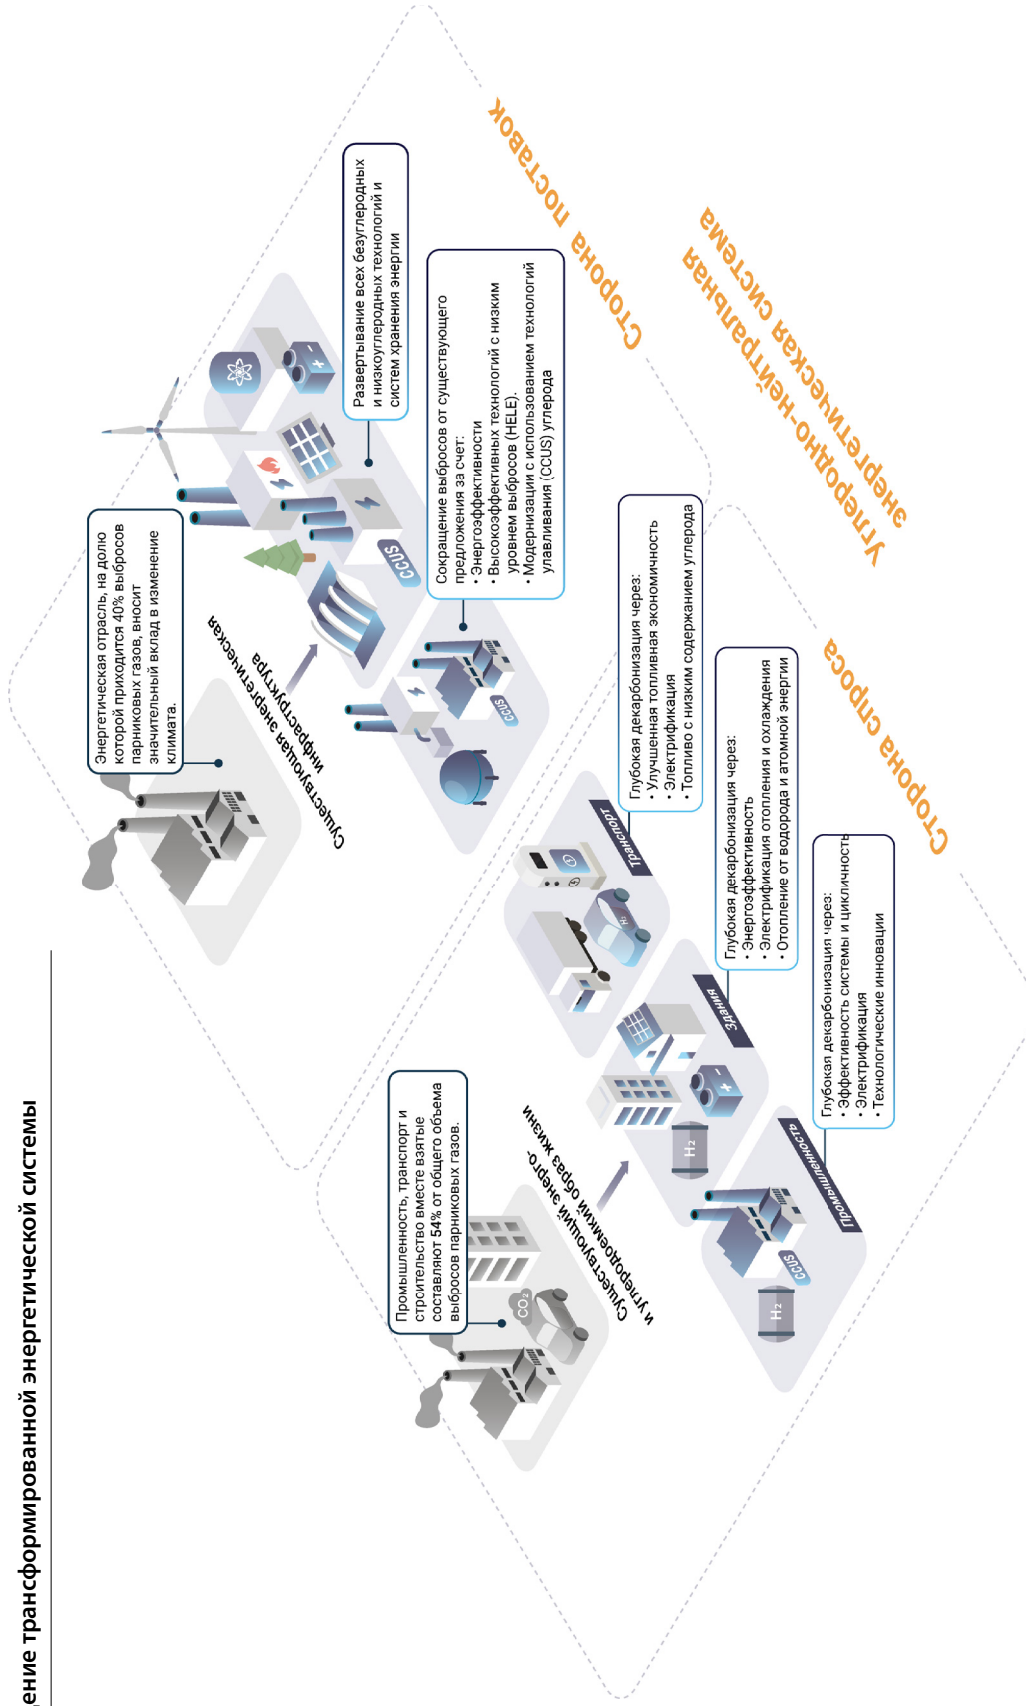 ение трансформированной энергетической системы
Энергетическая отрасль, на долю
которой приходится 40% выбросов
парниковых газов, вносит
значительный вклад в изменение
климата.
Существующая энергетическая
инфраструктура
Развертывание всех безуглеродных
и низкоуглеродных технологий и
систем хранения энергии
CCUS
Сокращение выбросов от существующего
предложения за счет:
• Энергоэффективности
• Высокоэффективных технологий с низким
уровнем выбросов (HELE).
• Модернизации с использованием технологий
улавливания (CCUS) углерода
CCUS
Сторона поставок
Углеродно-нейтральная
энергетическая система
Промышленность, транспорт и
стрсительство вместе взятые
составляют 54% от общего объема
выбросов парниковых газов.
CO2
Существующий энерго-
и углеродоемкий образ жизни
H2
Транспорт
Глубокая декарбонизация через:
• Улучшенная топливная экономичность
• Электрификация
• Топливо с низким содержанием углерода
H2
Здания
Глубокая декарбонизация через:
• Энергоэффективность
• Электрификация отопления и охлаждения
• Отопление от водорода и атомной энергии
H2
CCUS
Промышленность
Глубокая декарбонизация через:
• Эффективность системы и цикличность
• Электрификация
• Технологические инновации
Сторона спроса